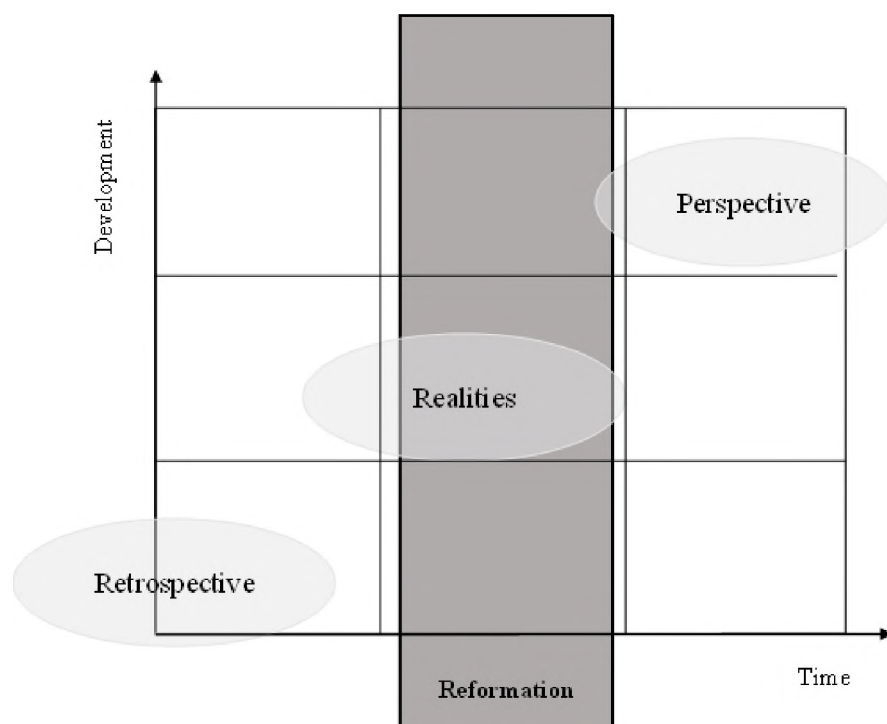 Development
Perspective
Realities
Retrospective
Time
Reformation